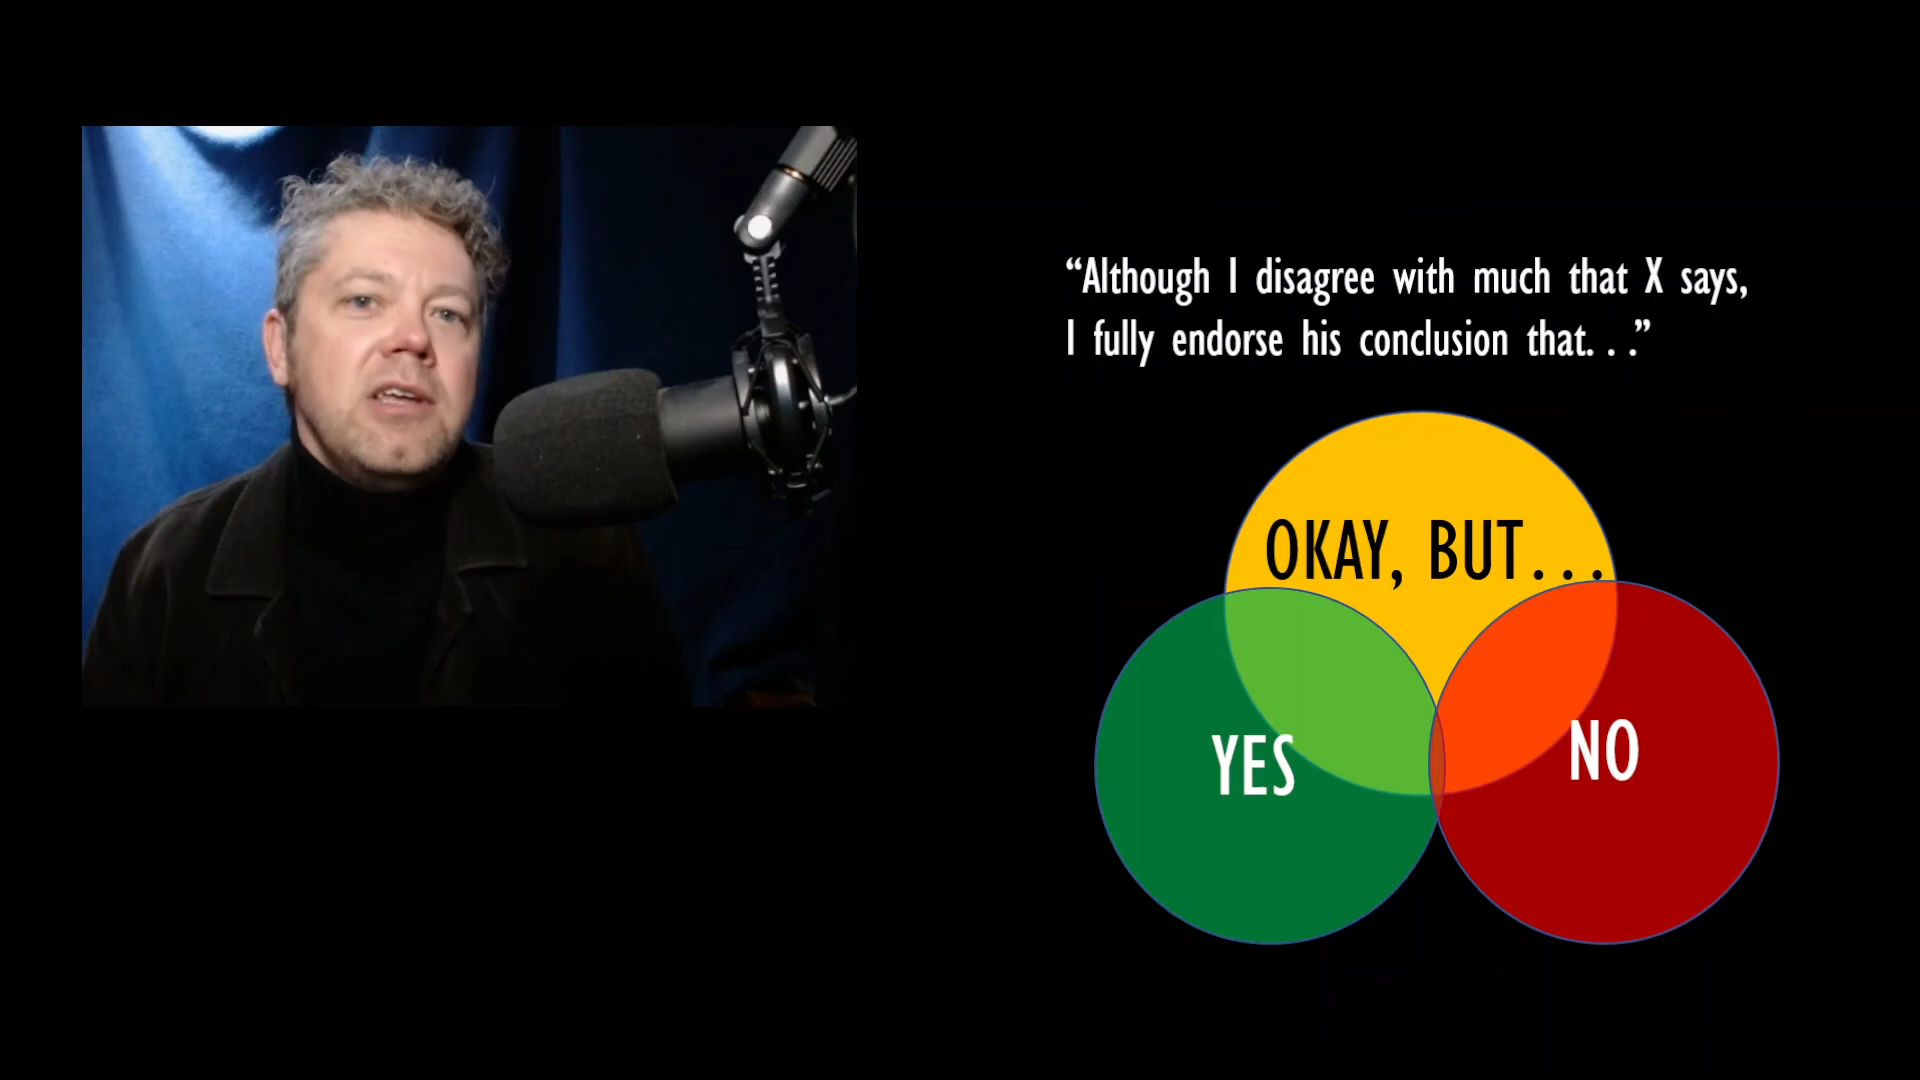 “Although I disagree with much that X says,
I fully endorse his conclusion that. . .”
OKAY, BUT. . .
YES
NO